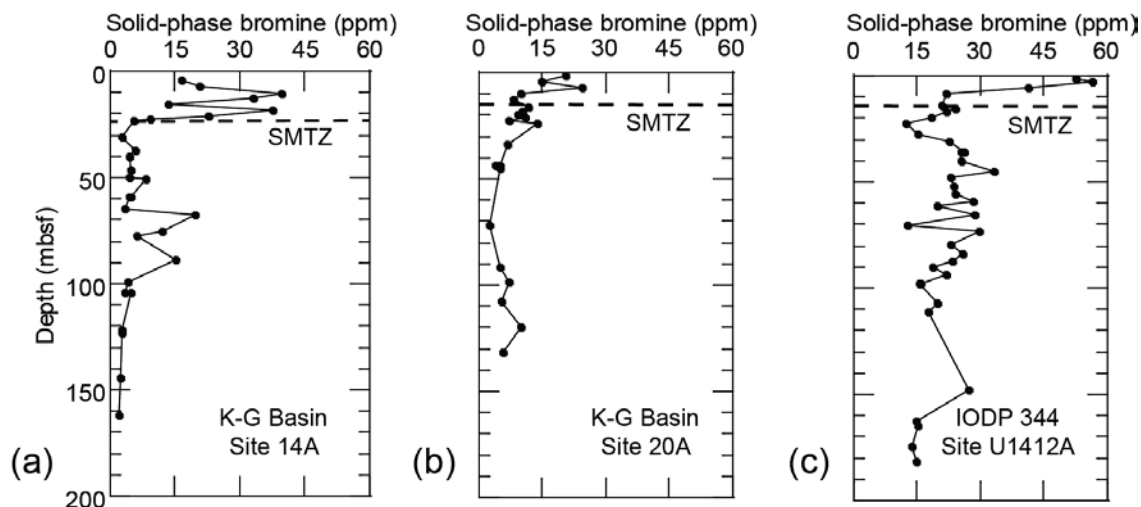 Solid-phase bromine (ppm) Solid-phase bromine (ppm) Solid-phase bromine (ppm)
0 15 30 45 60 0 15 30 45 60 0 15 30 45 60
0
SMTZ SMTZ SMTZ
50
Depth (mbsf)
100
150
K-G Basin K-G Basin IODP 344
(a) Site 14A (b) Site 20A (c) Site U1412A
200